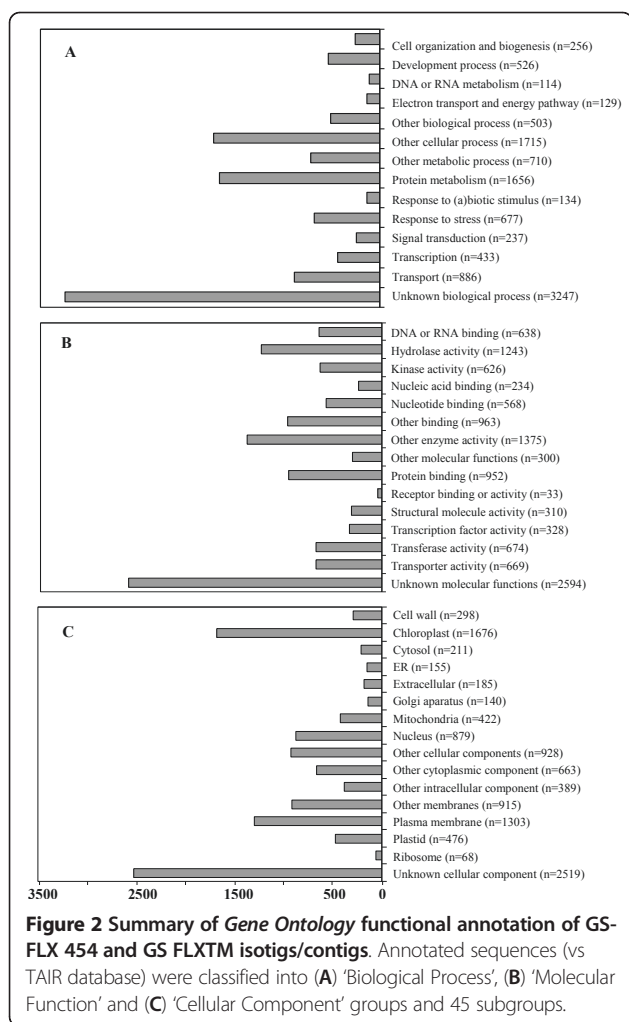 A
Cell organization and biogenesis (n=256)
Development process (n=526)
DNA or RNA metabolism (n=114)
Electron transport and energy pathway (n=129)
Other biological process (n=503)
Other cellular process (n=1715)
Other metabolic process (n=710)
Protein metabolism (n=1656)
Response to (a)biotic stimulus (n=134)
Response to stress (n=677)
Signal transduction (n=237)
Transcription (n=433)
Transport (n=886)
Unknown biological process (n=3247)
B
DNA or RNA binding (n=638)
Hydrolase activity (n=1243)
Kinase activity (n=626)
Nucleic acid binding (n=234)
Nucleotide binding (n=568)
Other binding (n=963)
Other enzyme activity (n=1375)
Other molecular functions (n=300)
Protein binding (n=952)
Receptor binding or activity (n=33)
Structural molecule activity (n=310)
Transcription factor activity (n=328)
Transferase activity (n=674)
Transporter activity (n=669)
Unknown molecular functions (n=2594)
C
Cell wall (n=298)
Chloroplast (n=1676)
Cytosol (n=211)
ER (n=155)
Extracellular (n=185)
Golgi aparatus (n=140)
Mitochondria (n=422)
Nucleus (n=879)
Other cellular components (n=928)
Other cytoplasmic component (n=663)
Other intracellular component (n=389)
Other membranes (n=915)
Plasma membrane (n=1303)
Plastid (n=476)
Ribosome (n=68)
Unknown cellular component (n=2519)
3500 2500 1500 500 0
Figure 2 Summary of Gene Ontology functional annotation of GS-
FLX 454 and GS FLXTM isotigs/contigs. Annotated sequences (vs
TAIR database) were classified into (A) ‘Biological Process’, (B) ‘Molecular
Function’ and (C) ‘Cellular Component’ groups and 45 subgroups.